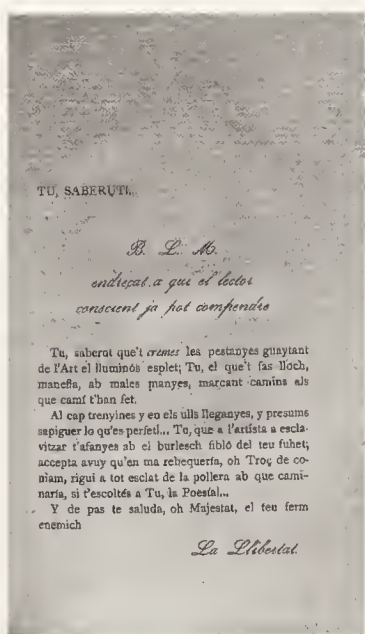 TU, SABERUT!...
B. L. M.
endreçat a qui el lector
conscient ja pot compendre
Tu, saberut que't cremes les pestanyes guaytant
de l'Art el lluminós esplet; Tu, el que't fas lloch,
manefla, ab males manyes, marcant camins als
que camí t'han fet.
Al cap trenyines y en els ulls lleganyes, y presums
sapiguer lo qu'es perfet!... Tu, que a l'artista a escla-
vitzar t'afanyes ab el burlesch fibló del teu fuhet;
accepta avuy qu'en ma rebequería, oh Troç de co-
niam, rigui a tot esclat de la pollera ab que cami-
naría, si t'escoltés a Tu, la Poesía!...
Y de pas te saluda, oh Majestat, el teu ferm
enemich
La Llibertat.